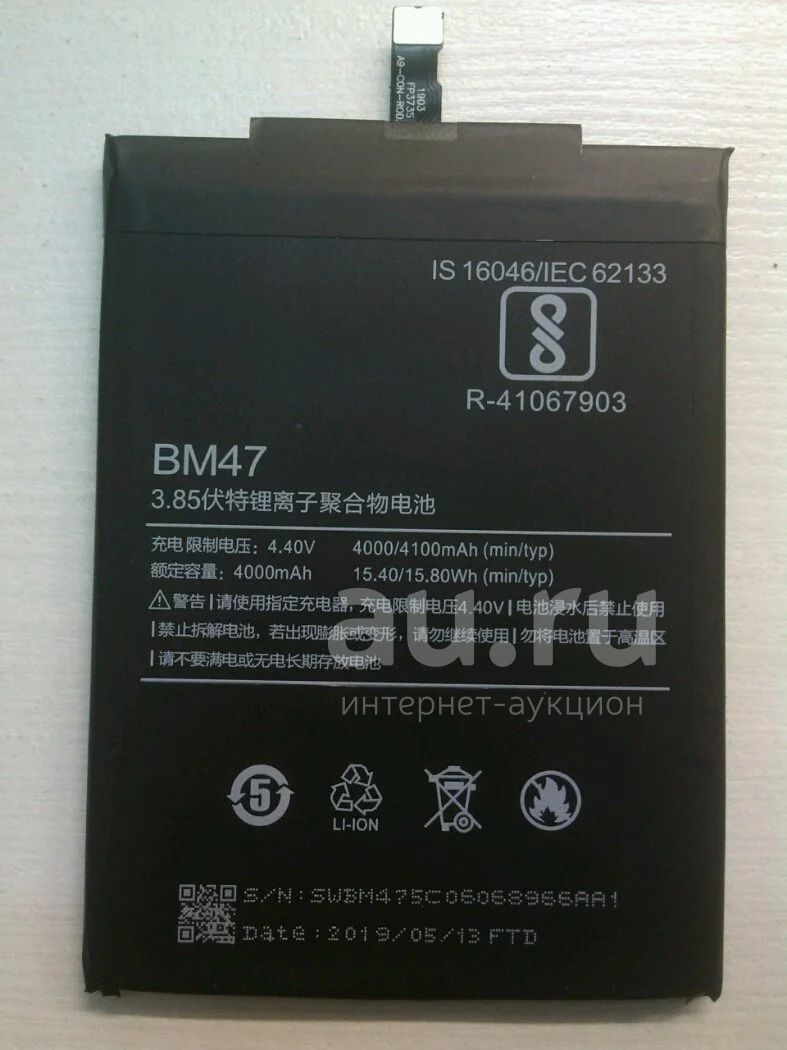 1903
FP373S
A9-CON-ROD
IS 16046/IEC 62133
R-41067903
BM47
3.85伏特锂离子聚合物电池
充电限制电压: 4.40V 4000/4100mAh (min/typ)
额定容量: 4000mAh 15.40/15.80Wh (min/typ)
警告|请使用指定充电器, 充电限制电压4.40V|电池浸水后禁止使用
|禁止拆解电池, 若出现膨胀或变形, 请勿继续使用|勿将电池置于高温区
|请不要满电或无电长期存放电池
au.ru
интернет-аукцион
5
LI-ION
S/N:SWBM475C06068966AA1
Date:2019/05/13 FTD